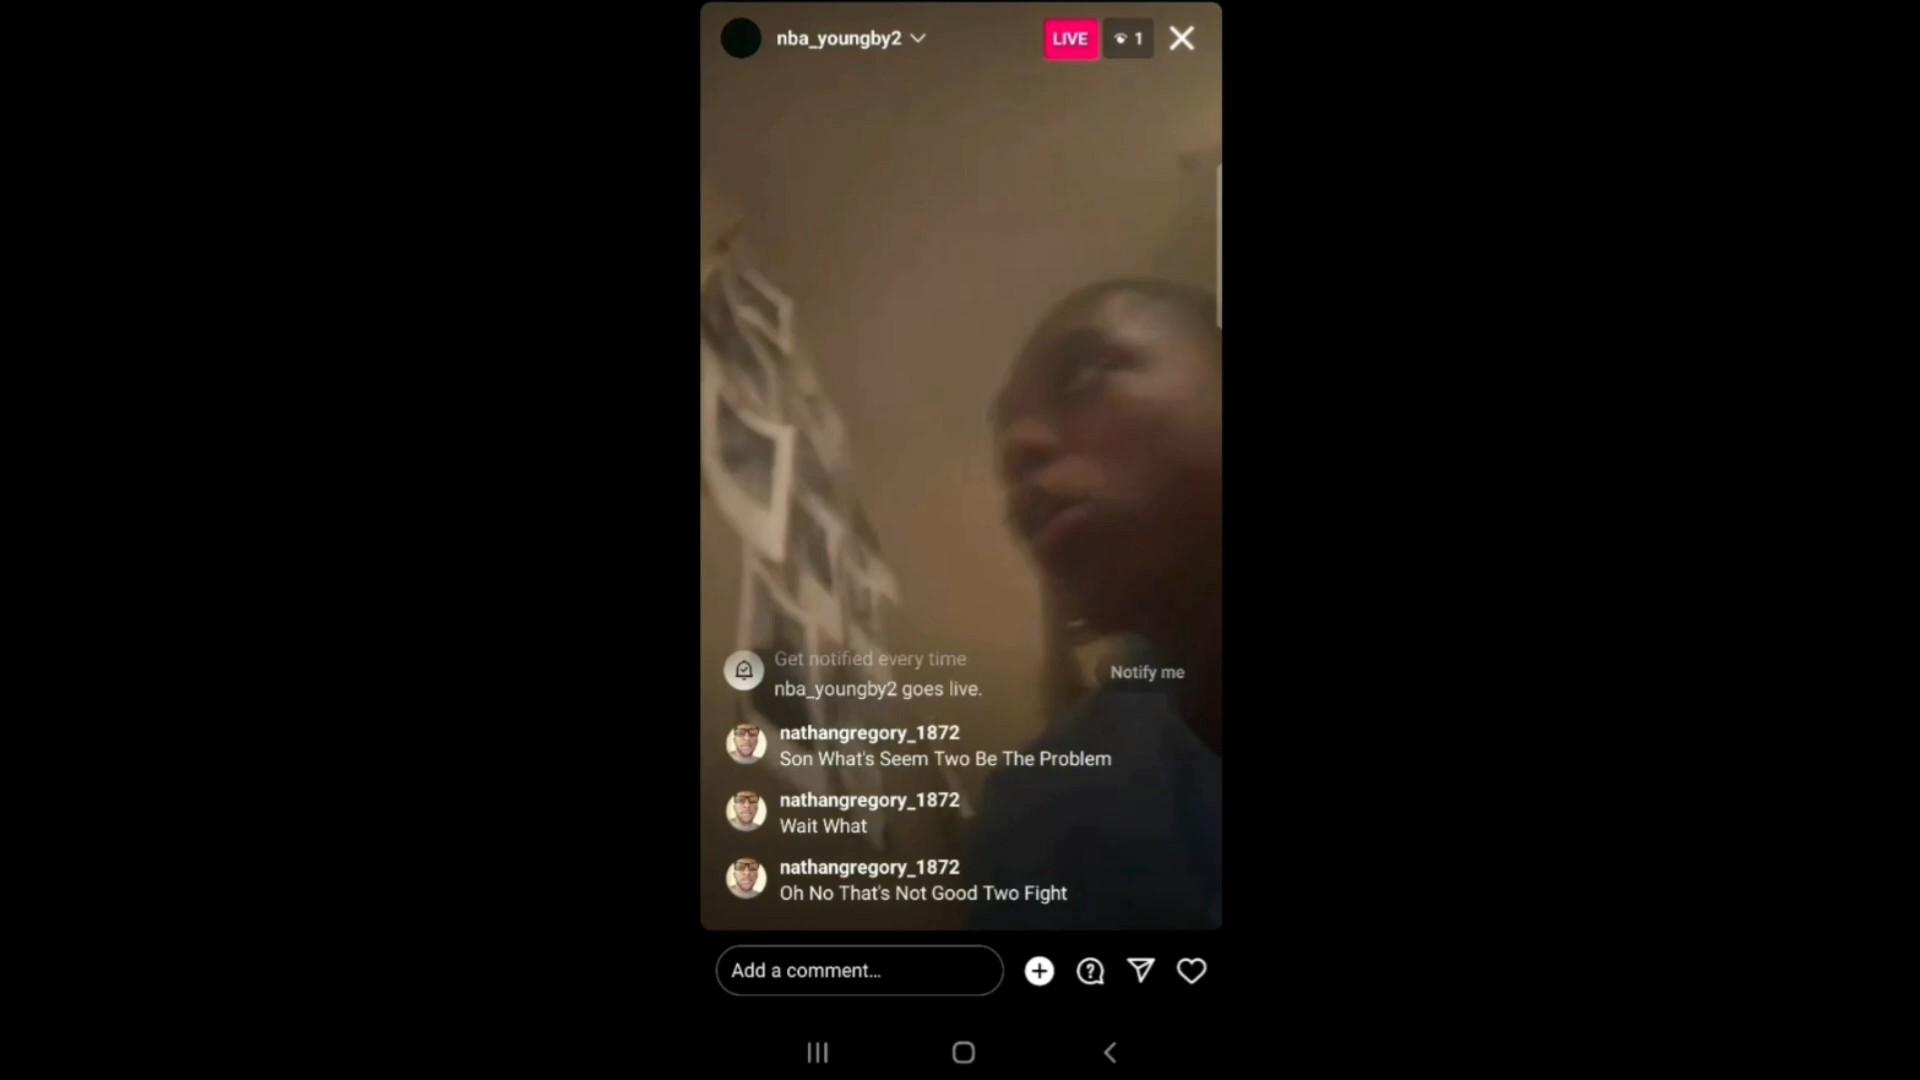 nba_youngby2
LIVE
1
Get notified every time
nba_youngby2 goes live.
Notify me
nathangregory_1872
Son What's Seem Two Be The Problem
nathangregory_1872
Wait What
nathangregory_1872
Oh No That's Not Good Two Fight
Add a comment...